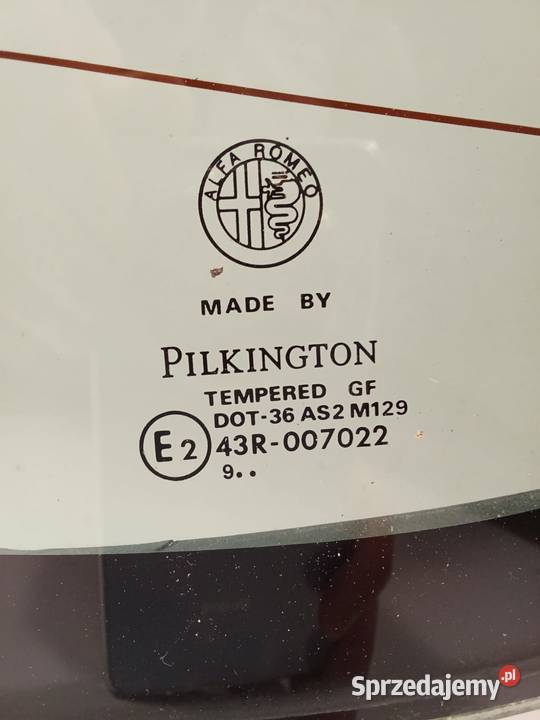 ALFA ROMEO
MADE BY
PILKINGTON
TEMPERED GF
DOT-36 AS2 M129
E2 43R-007022
9..
Sprzedajemy.pl